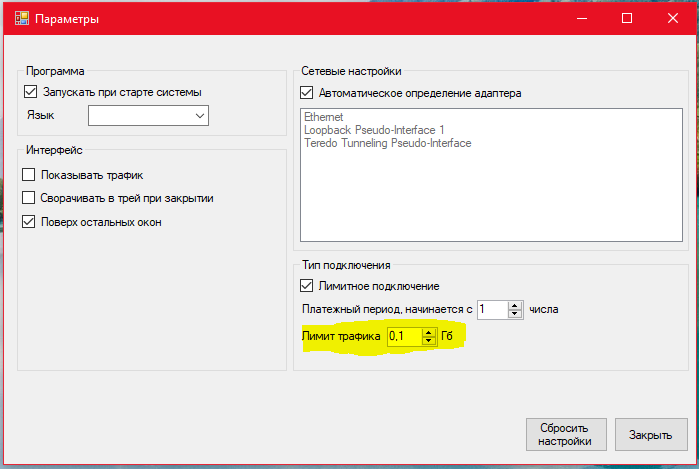 Параметры
Программа
Запускать при старте системы
Язык
Интерфейс
Показывать трафик
Сворачивать в трей при закрытии
Поверх остальных окон
Сетевые настройки
Автоматическое определение адаптера
Ethernet
Loopback Pseudo-Interface 1
Teredo Tunneling Pseudo-Interface
Тип подключения
Лимитное подключение
Платежный период, начинается с 1 числа
Лимит трафика 0,1 Гб
Сбросить
настройки
Закрыть